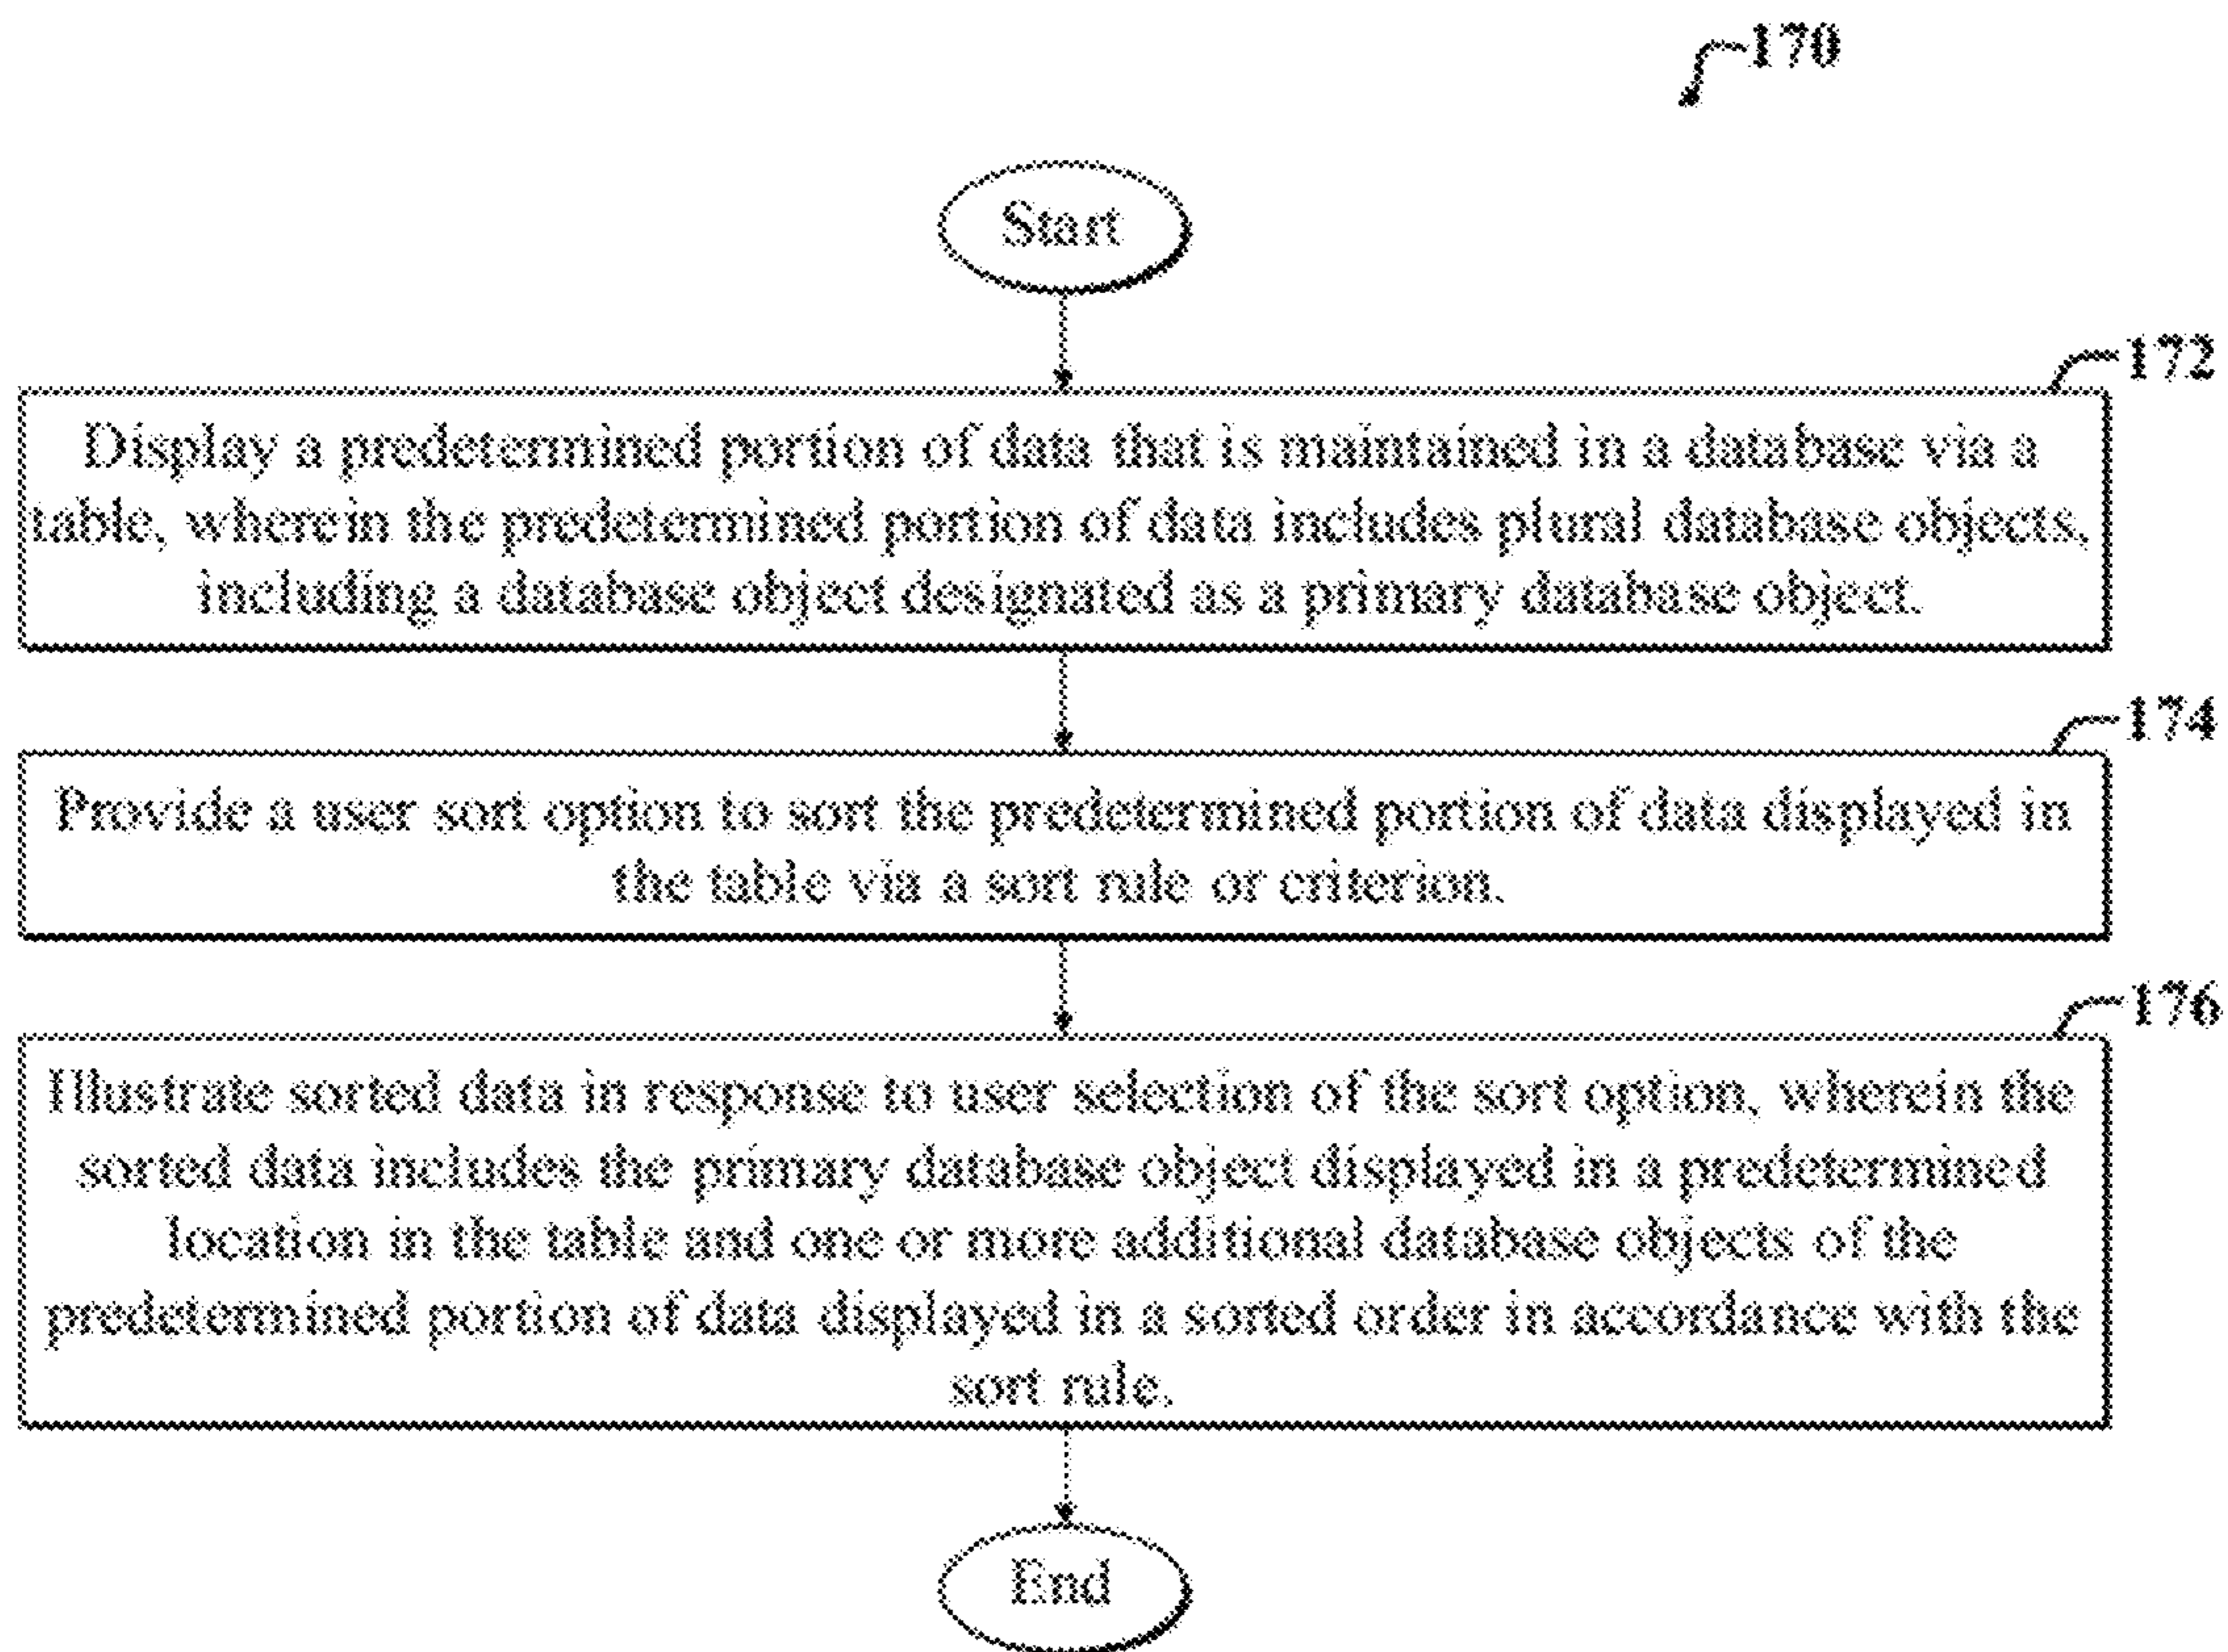 170
Start
172
Display a predetermined portion of data that is maintained in a database via a
table, wherein the predetermined portion of data includes plural database objects,
including a database object designated as a primary database object.
174
Provide a user sort option to sort the predetermined portion of data displayed in
the table via a sort rule or criterion.
176
Illustrate sorted data in response to user selection of the sort option, wherein the
sorted data includes the primary database object displayed in a predetermined
location in the table and one or more additional database objects of the
predetermined portion of data displayed in a sorted order in accordance with the
sort rule.
End